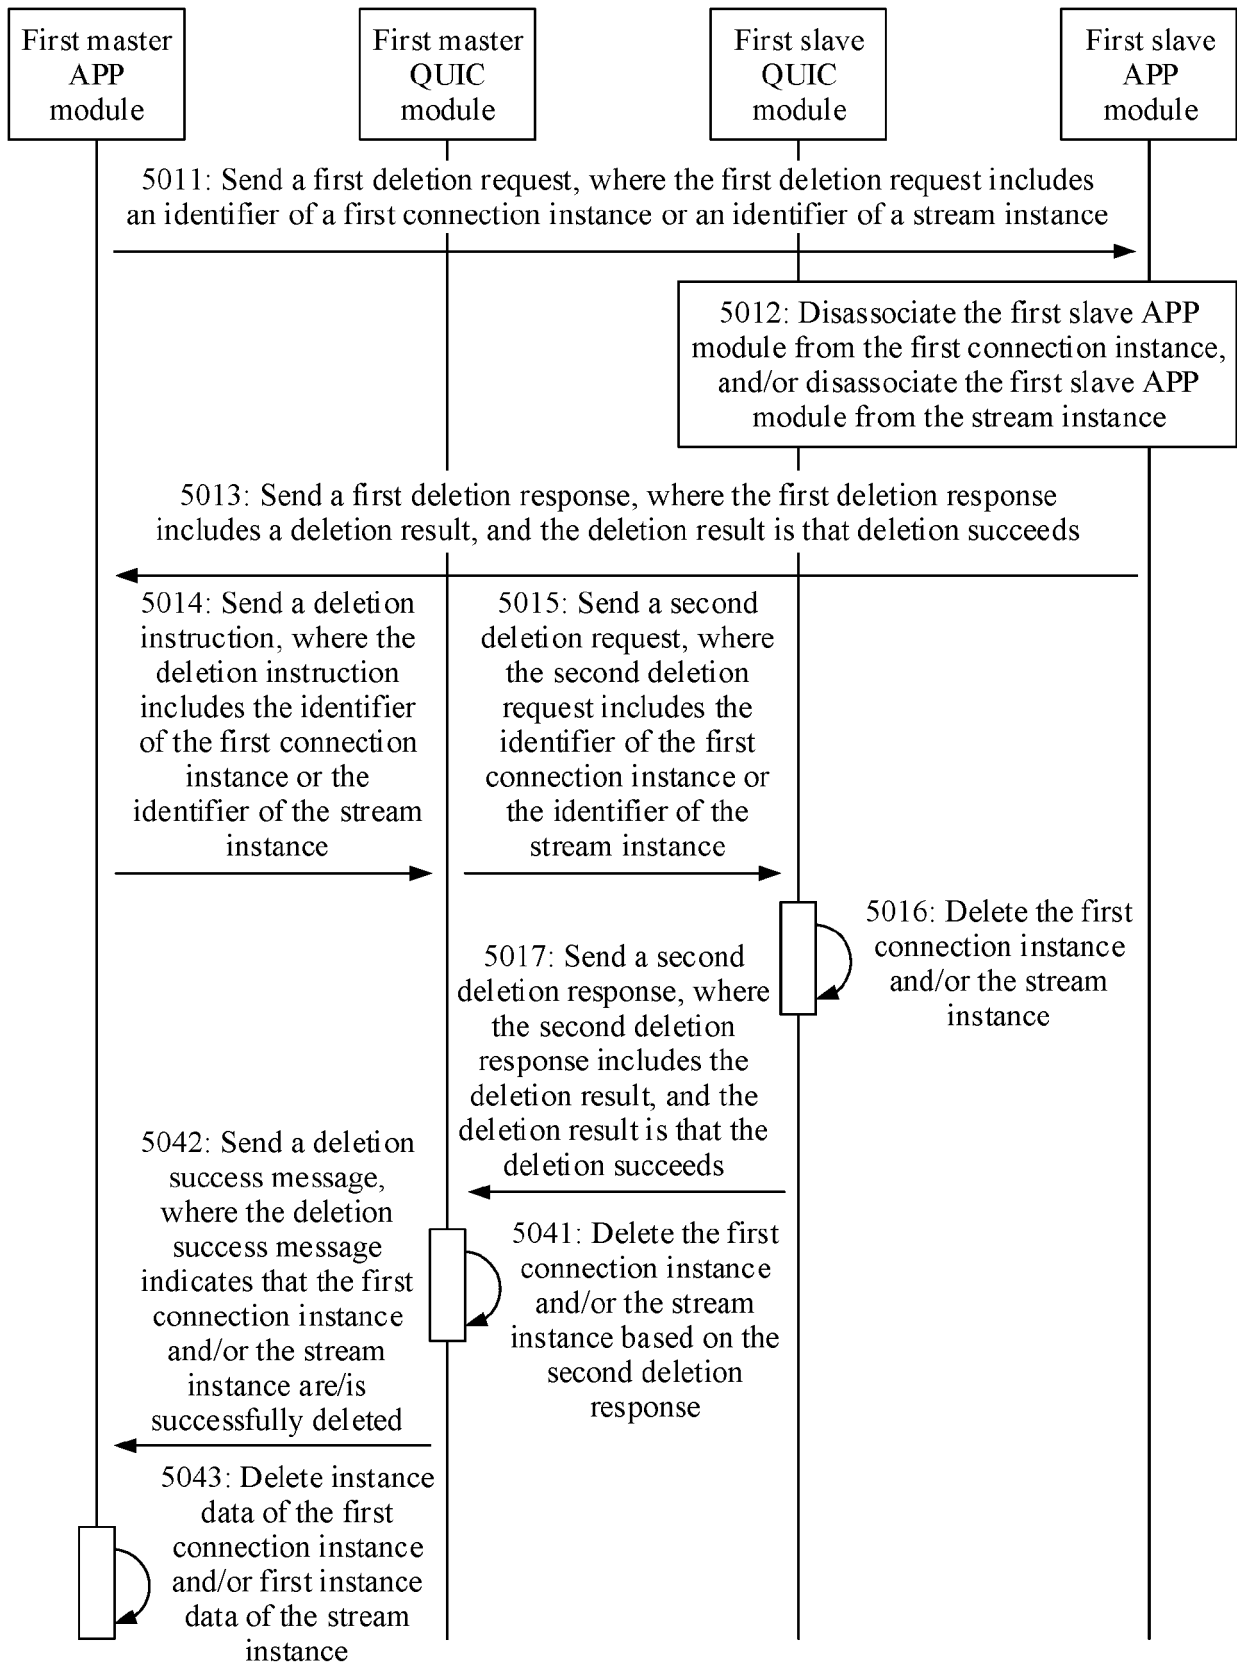 First master
APP
module
First master
QUIC
module
First slave
QUIC
module
First slave
APP
module
5011: Send a first deletion request, where the first deletion request includes
an identifier of a first connection instance or an identifier of a stream instance
5012: Disassociate the first slave APP
module from the first connection instance,
and/or disassociate the first slave APP
module from the stream instance
5013: Send a first deletion response, where the first deletion response
includes a deletion result, and the deletion result is that deletion succeeds
5014: Send a deletion
instruction, where the
deletion instruction
includes the identifier
of the first connection
instance or the
identifier of the stream
instance
5015: Send a second
deletion request, where
the second deletion
request includes the
identifier of the first
connection instance or
the identifier of the
stream instance
5016: Delete the first
connection instance
and/or the stream
instance
5017: Send a second
deletion response, where
the second deletion
response includes the
deletion result, and the
deletion result is that the
deletion succeeds
5041: Delete the first
connection instance
and/or the stream
instance based on the
second deletion
response
5042: Send a deletion
success message,
where the deletion
success message
indicates that the first
connection instance
and/or the stream
instance are/is
successfully deleted
5043: Delete instance
data of the first
connection instance
and/or first instance
data of the stream
instance